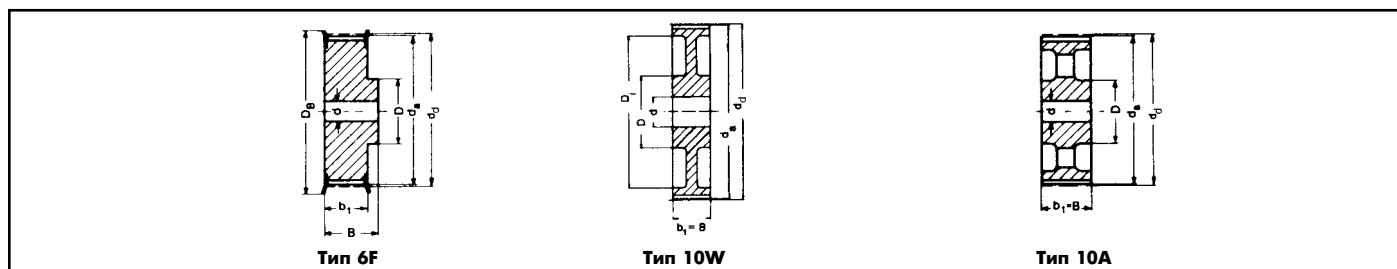 D_B
d
D
d_a
d_d
b_1
B
Тип 6F
D_i
D
d
d_a
d_d
b_1 = B
Тип 10W
d
D
d_a
d_d
b_1=B
Тип 10A